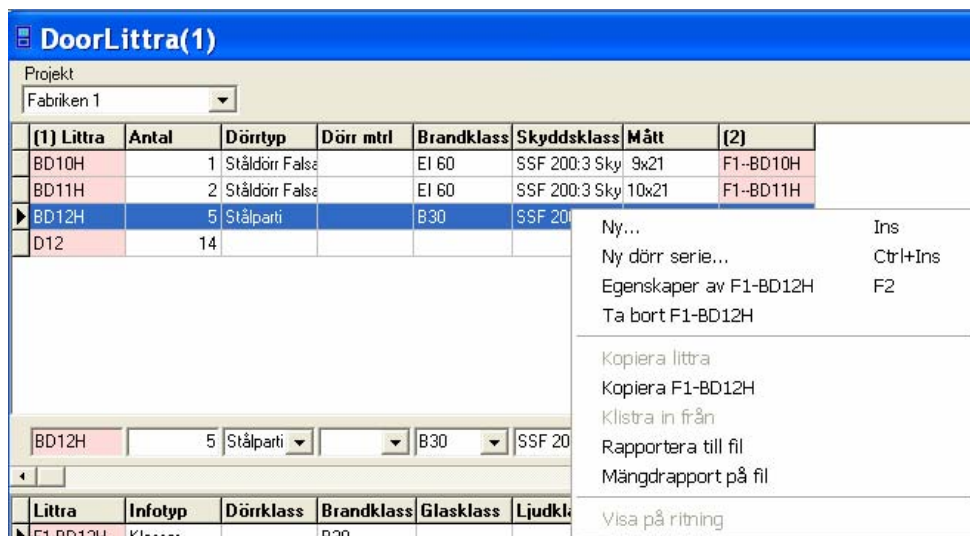 DoorLittra(1)
Projekt
Fabriken 1
(1) Littra Antal Dörrtyp Dörr mtrl Brandklass Skyddsklass Mått (2)
BD10H 1 Ståldörr Falsa EI 60 SSF 200:3 Sky 9x21 F1--BD10H
BD11H 2 Ståldörr Falsa EI 60 SSF 200:3 Sky 10x21 F1--BD11H
BD12H 5 Stålparti B30 SSF 20
D12 14
Ny... Ins
Ny dörr serie... Ctrl+Ins
Egenskaper av F1-BD12H F2
Ta bort F1-BD12H
Kopiera littra
Kopiera F1-BD12H
Klistra in från
Rapportera till fil
Mängdrapport på fil
Visa på ritning
BD12H 5 Stålparti B30 SSF 20
Littra Infotyp Dörrklass Brandklass Glasklass Ljudkla